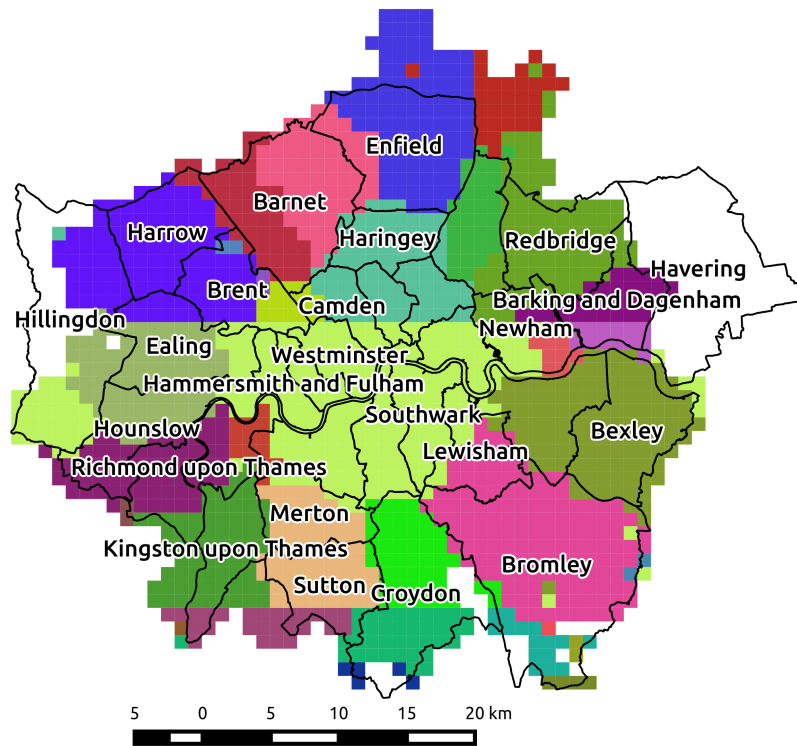 Enfield
Barnet
Harrow
Haringey
Redbridge
Havering
Brent
Camden
Barking and Dagenham
Hillingdon
Newham
Ealing
Westminster
Hammersmith and Fulham
Southwark
Hounslow
Bexley
Lewisham
Richmond upon Thames
Merton
Kingston upon Thames
Bromley
Sutton
Croydon
5 0 5 10 15 20 km